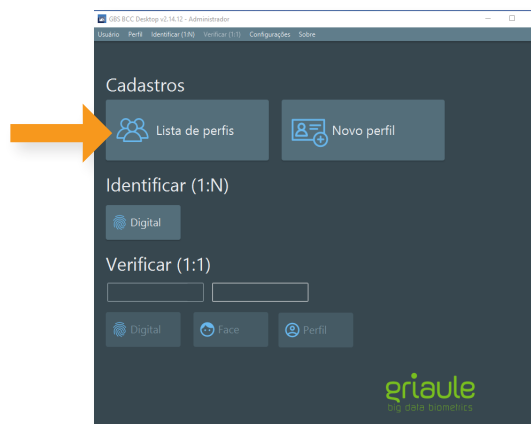 GBS BCC Desktop v2.14.12 - Administrador
Usuário Perfil Identificar (1:N) Verificar (1:1) Configurações Sobre
Cadastros
Lista de perfis Novo perfil
Identificar (1:N)
Digital
Verificar (1:1)
Digital Face Perfil
griaule
big data biometrics